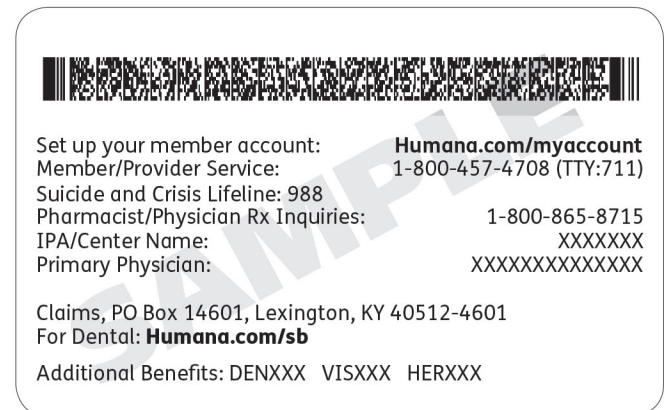 Set up your member account: Humana.com/myaccount
Member/Provider Service: 1-800-457-4708 (TTY:711)
Suicide and Crisis Lifeline: 988
Pharmacist/Physician Rx Inquiries: 1-800-865-8715
IPA/Center Name: XXXXXXX
Primary Physician: XXXXXXXXXXXXXX
Claims, PO Box 14601, Lexington, KY 40512-4601
For Dental: Humana.com/sb
Additional Benefits: DENXXX VISXXX HERXXX
SAMPLE